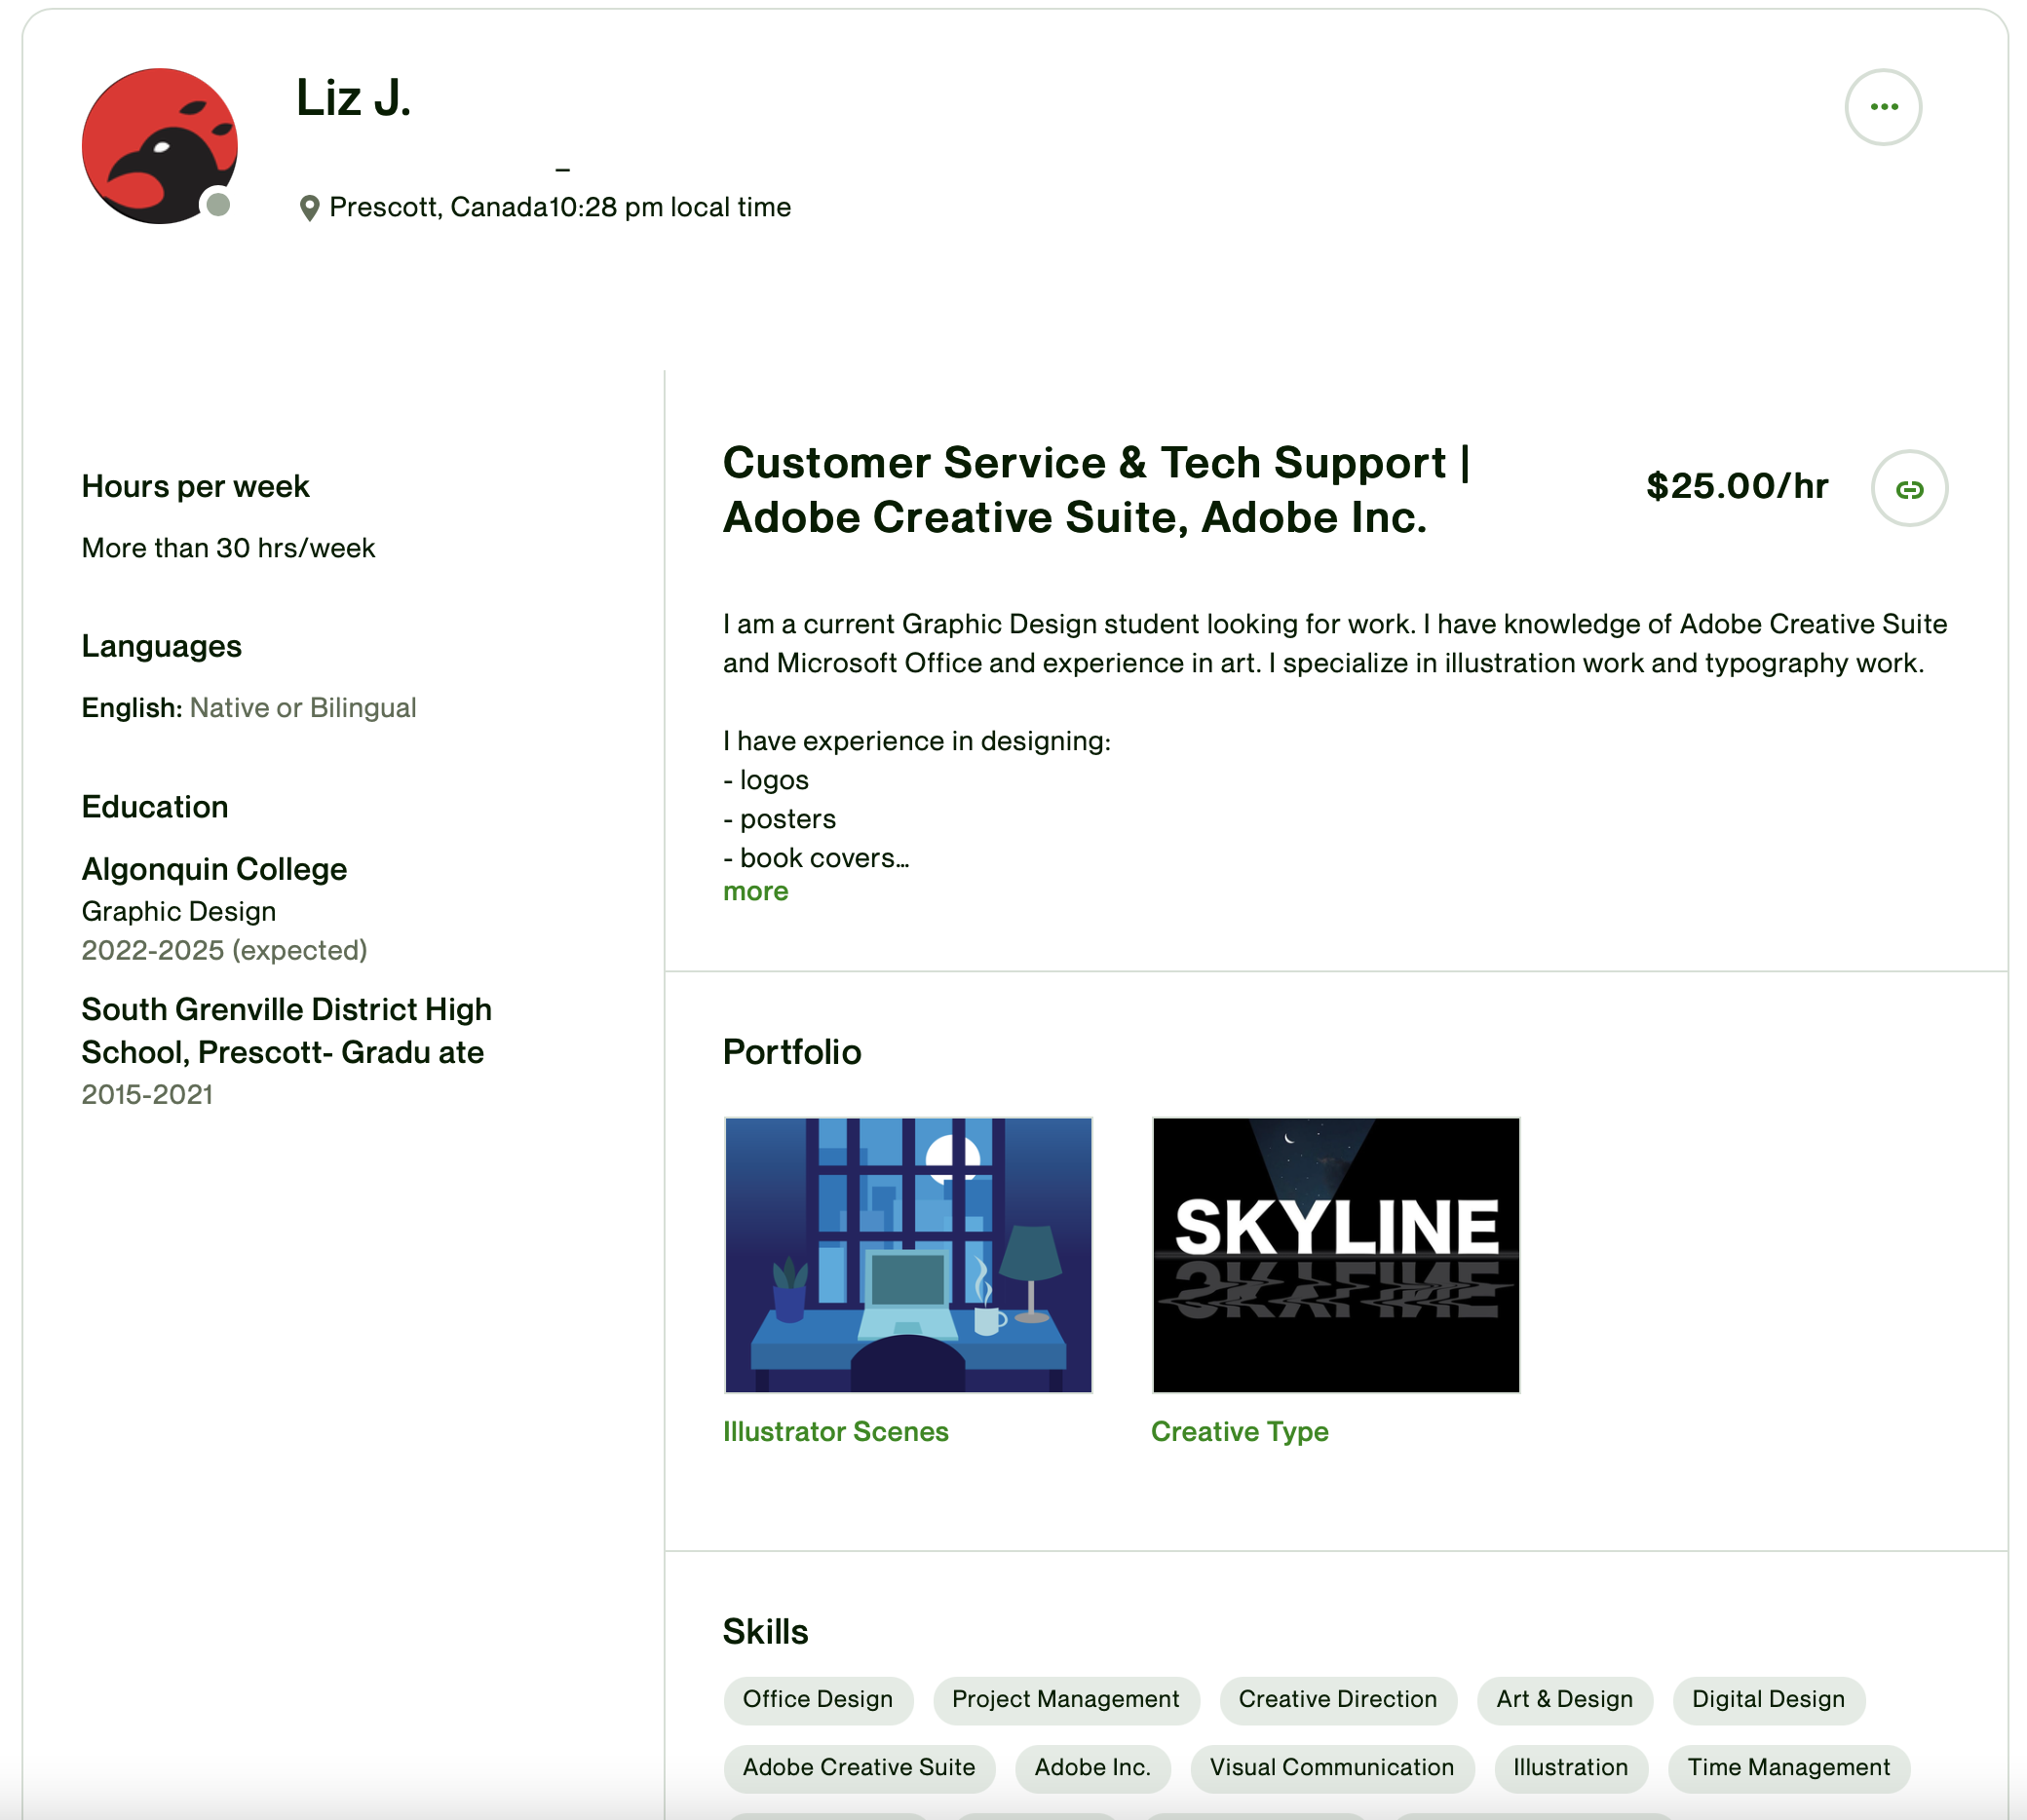 Liz J.
–
Prescott, Canada10:28 pm local time
Hours per week
More than 30 hrs/week
Languages
English: Native or Bilingual
Education
Algonquin College
Graphic Design
2022-2025 (expected)
South Grenville District High
School, Prescott- Gradu ate
2015-2021
Customer Service & Tech Support |
Adobe Creative Suite, Adobe Inc.
$25.00/hr
I am a current Graphic Design student looking for work. I have knowledge of Adobe Creative Suite
and Microsoft Office and experience in art. I specialize in illustration work and typography work.
I have experience in designing:
- logos
- posters
- book covers…
more
Portfolio
SKYLINE
Illustrator Scenes
Creative Type
Skills
Office Design
Project Management
Creative Direction
Art & Design
Digital Design
Adobe Creative Suite
Adobe Inc.
Visual Communication
Illustration
Time Management